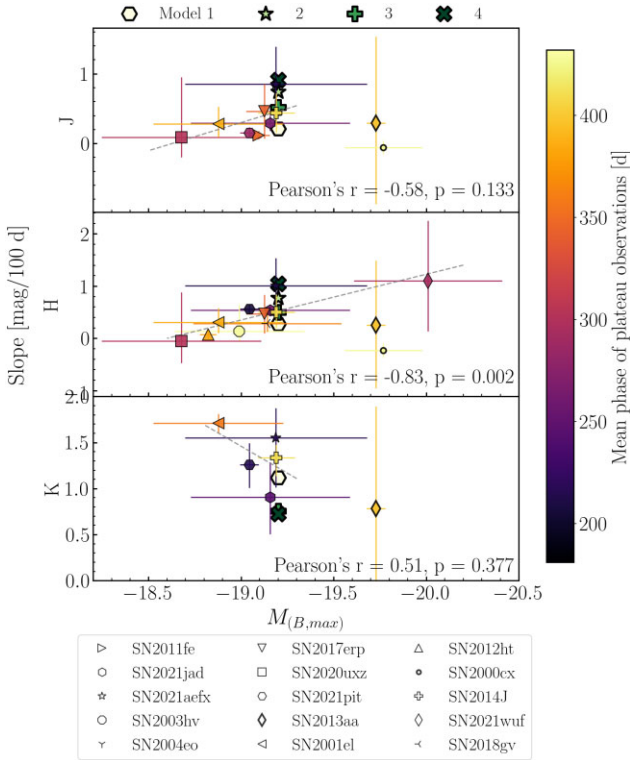 Model 1 2 3 4
1
0
J
Pearson's r = -0.58, p = 0.133
2
1
0
−1
H
Pearson's r = -0.83, p = 0.002
2.0
1.5
1.0
0.5
0.0
K
Pearson's r = 0.51, p = 0.377
Slope [mag/100 d]
−18.5 −19.0 −19.5 −20.0 −20.5
M(B,max)
400
350
300
250
200
Mean phase of plateau observations [d]
SN2011fe SN2017erp SN2012ht
SN2021jad SN2020uxz SN2000cx
SN2021aefx SN2021pit SN2014J
SN2003hv SN2013aa SN2021wuf
SN2004eo SN2001el SN2018gv